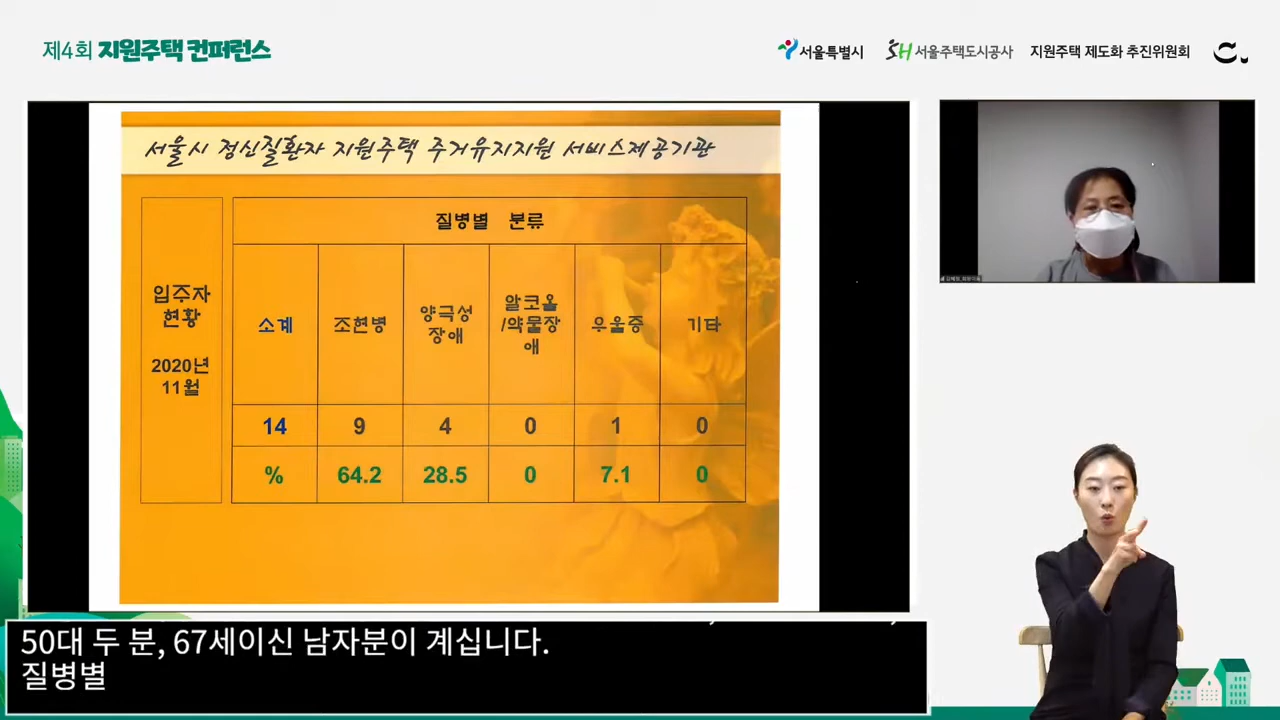 제4회 지원주택 컨퍼런스
서울특별시
SH 서울주택도시공사
지원주택 제도화 추진위원회
서울시 정신질환자 지원주택 주거유지지원 서비스제공기관
입주자
현황
2020년
11월
질병별 분류
소계
조현병
양극성
장애
알코올
/약물장
애
우울증
기타
14 9 4 0 1 0
% 64.2 28.5 0 7.1 0
50대 두 분, 67세이신 남자분이 계십니다.
질병별